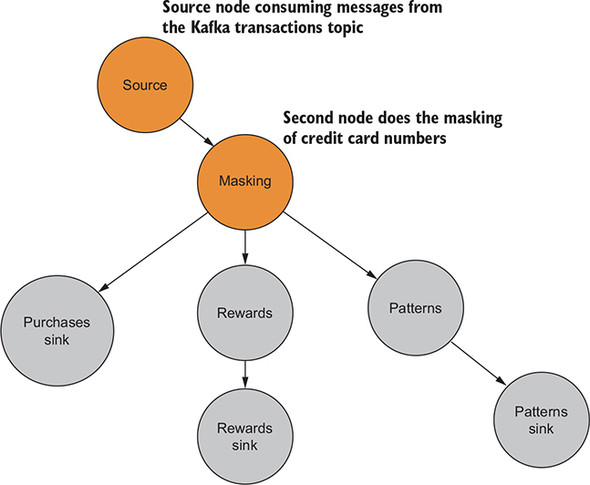 Source node consuming messages from
the Kafka transactions topic
Source
Second node does the masking
of credit card numbers
Masking
Purchases
sink
Rewards
Patterns
Rewards
sink
Patterns
sink